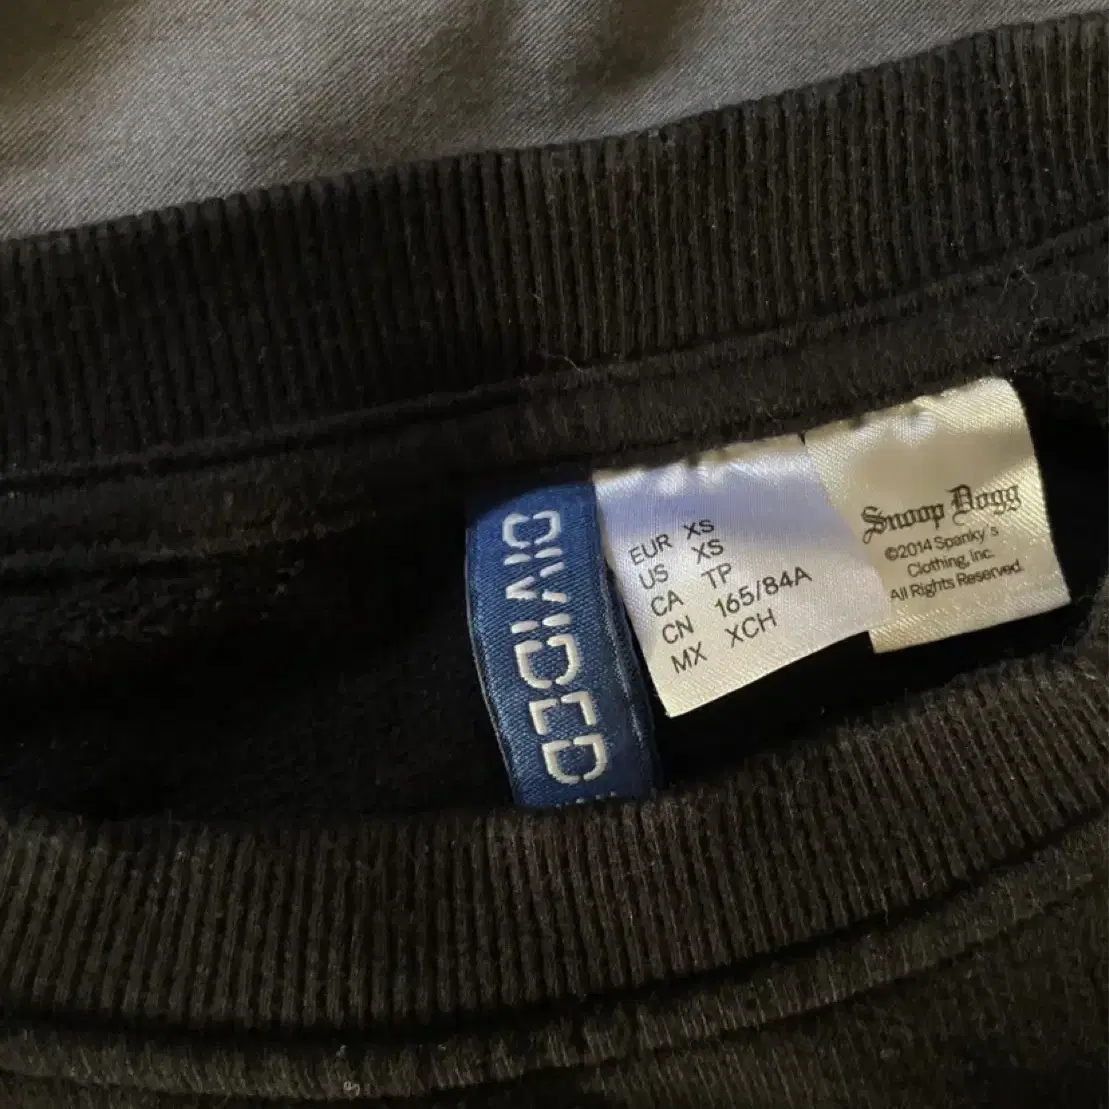 DIVIDED
EUR XS
US XS
CA TP
CN 165/84A
MX XCH
Snoop Dogg
©2014 Spanky's
Clothing, Inc.
All Rights Reserved.